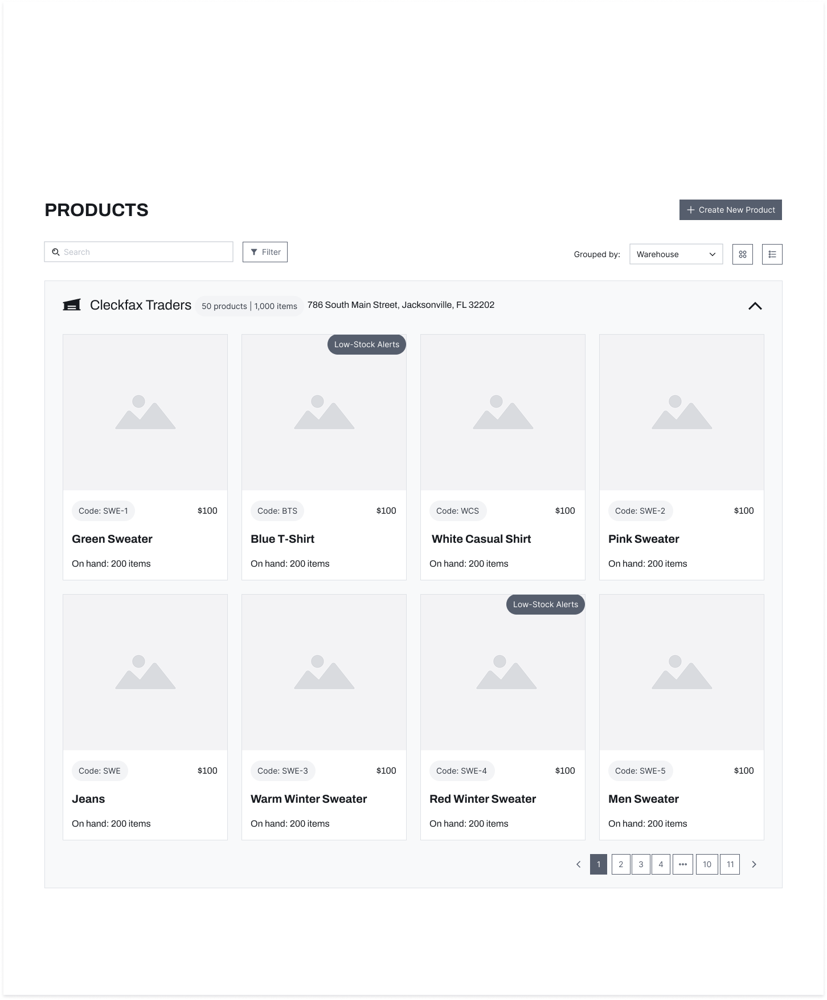 PRODUCTS
Create New Product
Search
Filter
Grouped by:
Warehouse
Cleckfax Traders
50 products | 1,000 items
786 South Main Street, Jacksonville, FL 32202
Code: SWE-1
$100
Green Sweater
On hand: 200 items
Low-Stock Alerts
Code: BTS
$100
Blue T-Shirt
On hand: 200 items
Code: WCS
$100
White Casual Shirt
On hand: 200 items
Code: SWE-2
$100
Pink Sweater
On hand: 200 items
Code: SWE
$100
Jeans
On hand: 200 items
Code: SWE-3
$100
Warm Winter Sweater
On hand: 200 items
Low-Stock Alerts
Code: SWE-4
$100
Red Winter Sweater
On hand: 200 items
Code: SWE-5
$100
Men Sweater
On hand: 200 items
1 2 3 4 ••• 10 11